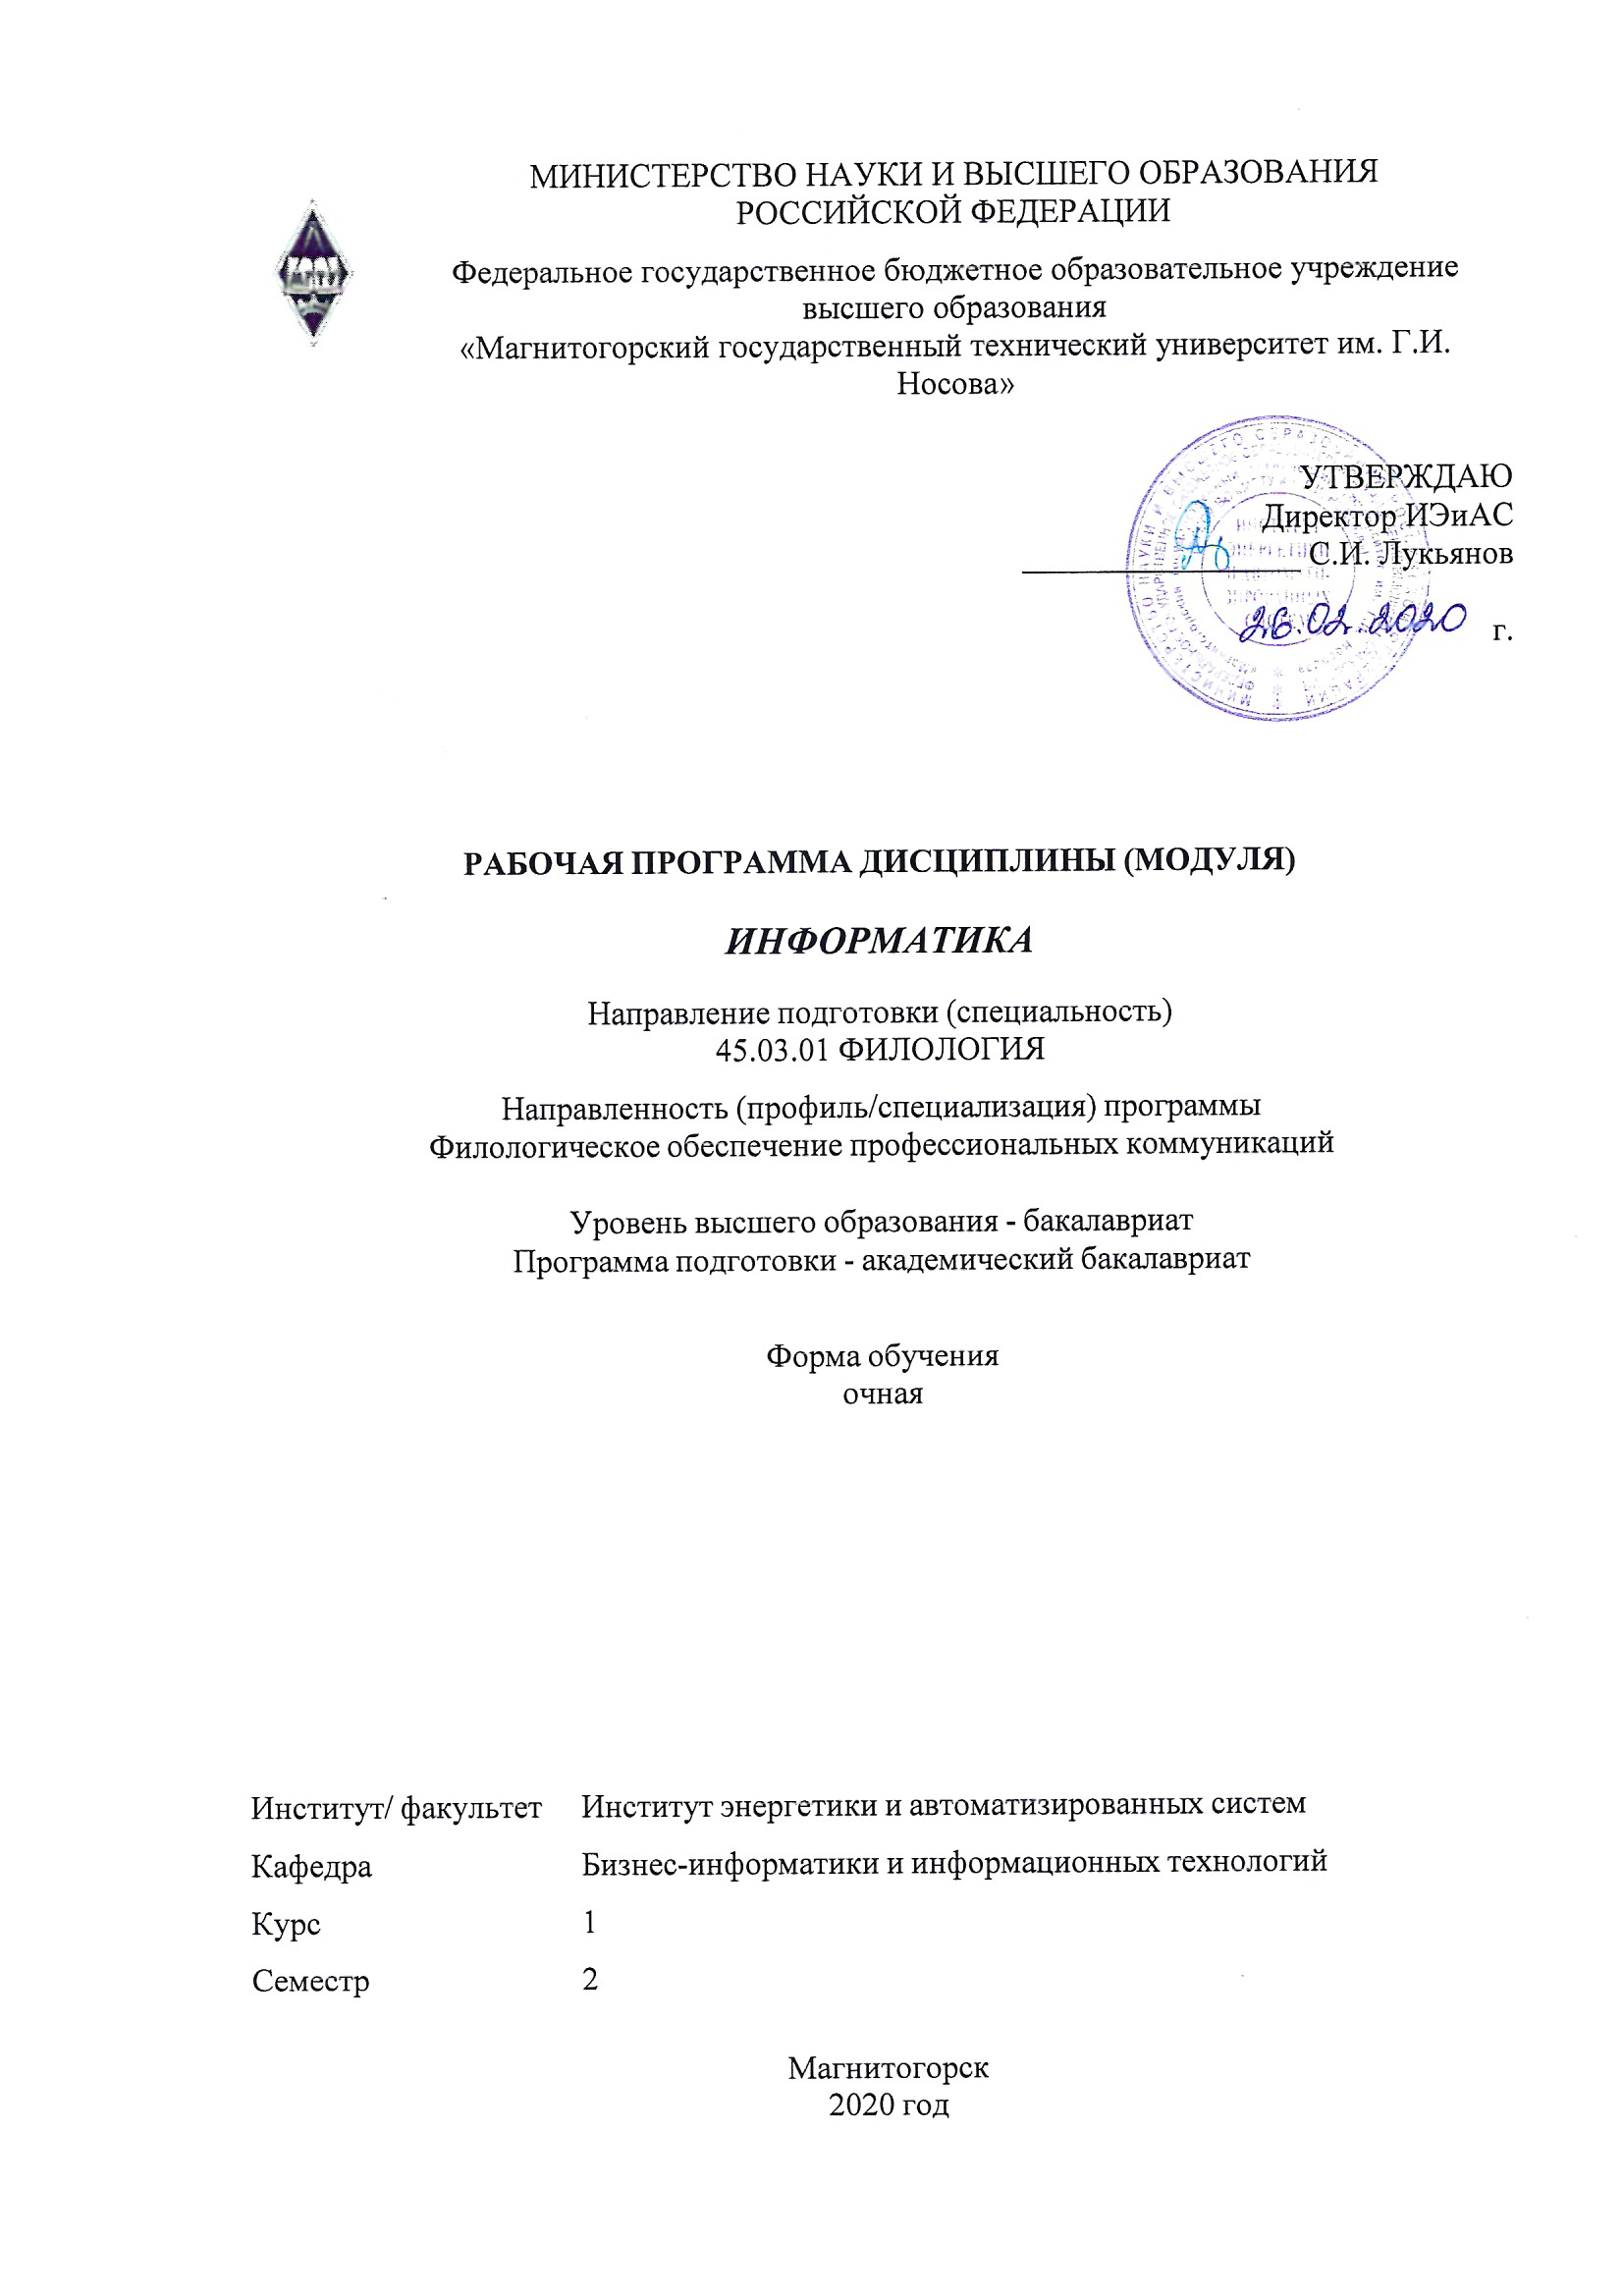 МИНИСТЕРСТВО НАУКИ И ВЫСШЕГО ОБРАЗОВАНИЯ
РОССИЙСКОЙ ФЕДЕРАЦИИ
Федеральное государственное бюджетное образовательное учреждение
высшего образования
«Магнитогорский государственный технический университет им. Г.И.
Носова»
УТВЕРЖДАЮ
Директор ИЭиАС
С.И. Лукьянов
26.02.2020 г.
РАБОЧАЯ ПРОГРАММА ДИСЦИПЛИНЫ (МОДУЛЯ)
ИНФОРМАТИКА
Направление подготовки (специальность)
45.03.01 ФИЛОЛОГИЯ
Направленность (профиль/специализация) программы
Филологическое обеспечение профессиональных коммуникаций
Уровень высшего образования - бакалавриат
Программа подготовки - академический бакалавриат
Форма обучения
очная
Институт/ факультет Институт энергетики и автоматизированных систем
Кафедра Бизнес-информатики и информационных технологий
Курс 1
Семестр 2
Магнитогорск
2020 год